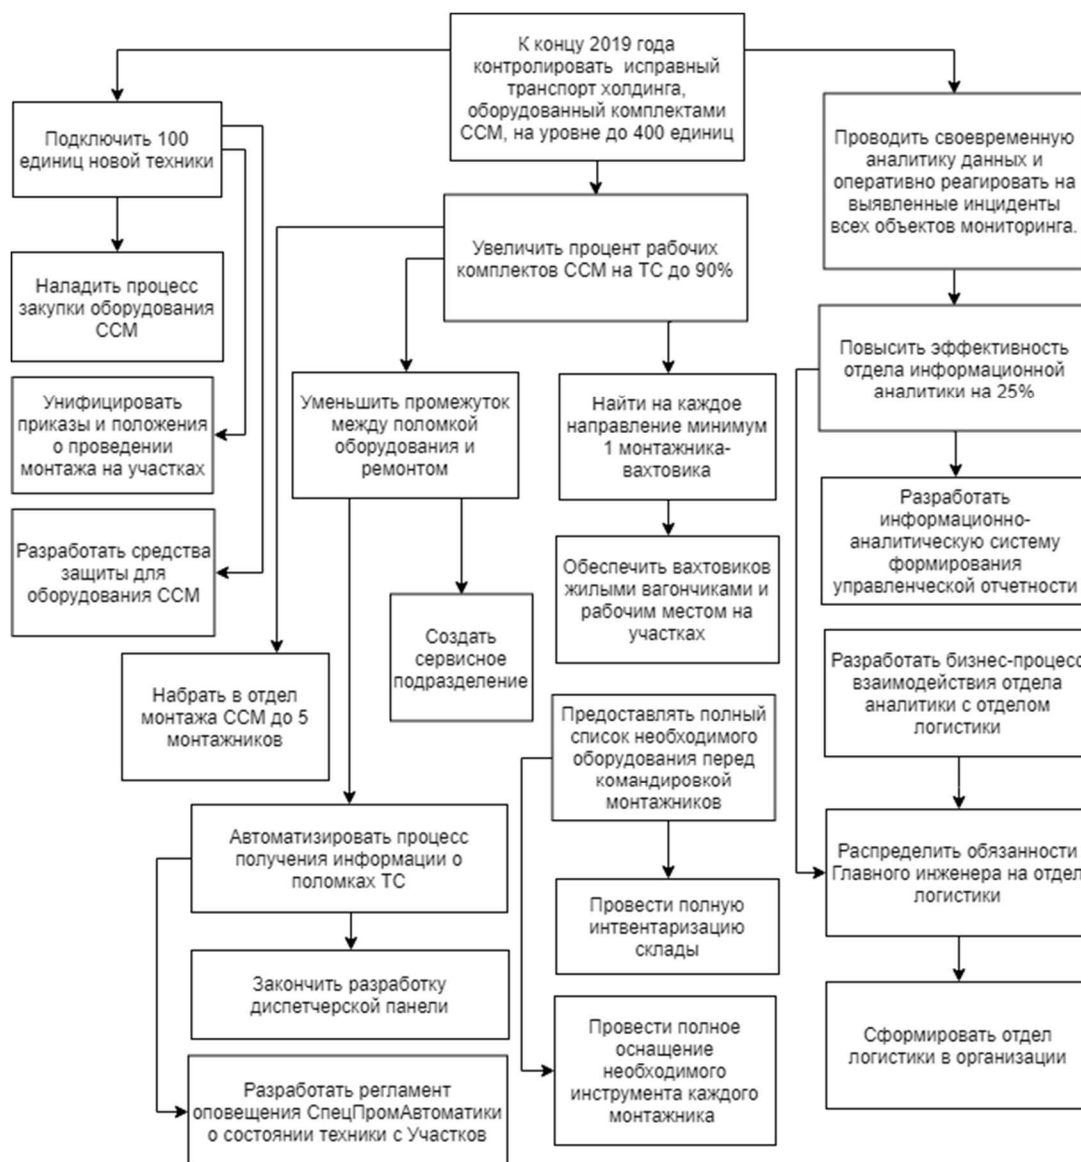 К концу 2019 года
контролировать исправный
транспорт холдинга,
оборудованный комплектами
ССМ, на уровне до 400 единиц
Подключить 100
единиц новой техники
Проводить своевременную
аналитику данных и
оперативно реагировать на
выявленные инциденты
всех объектов мониторинга.
Увеличить процент рабочих
комплектов ССМ на ТС до 90%
Наладить процесс
закупки оборудования
ССМ
Повысить эффективность
отдела информационной
аналитики на 25%
Унифицировать
приказы и положения
о проведении
монтажа на участках
Уменьшить промежуток
между поломкой
оборудования и
ремонтом
Найти на каждое
направление минимум
1 монтажника-
вахтовика
Разработать
информационно-
аналитическую систему
формирования
управленческой отчетности
Разработать средства
защиты для
оборудования ССМ
Обеспечить вахтовиков
жилыми вагончиками и
рабочим местом на
участках
Создать
сервисное
подразделение
Разработать бизнес-процесс
взаимодействия отдела
аналитики с отделом
логистики
Набрать в отдел
монтажа ССМ до 5
монтажников
Предоставлять полный
список необходимого
оборудования перед
командировкой
монтажников
Автоматизировать процесс
получения информации о
поломках ТС
Распределить обязанности
Главного инженера на отдел
логистики
Провести полную
интвентаризацию
склады
Закончить разработку
диспетчерской панели
Сформировать отдел
логистики в организации
Провести полное
оснащение
необходимого
инструмента каждого
монтажника
Разработать регламент
оповещения СпецПромАвтоматики
о состоянии техники с Участков